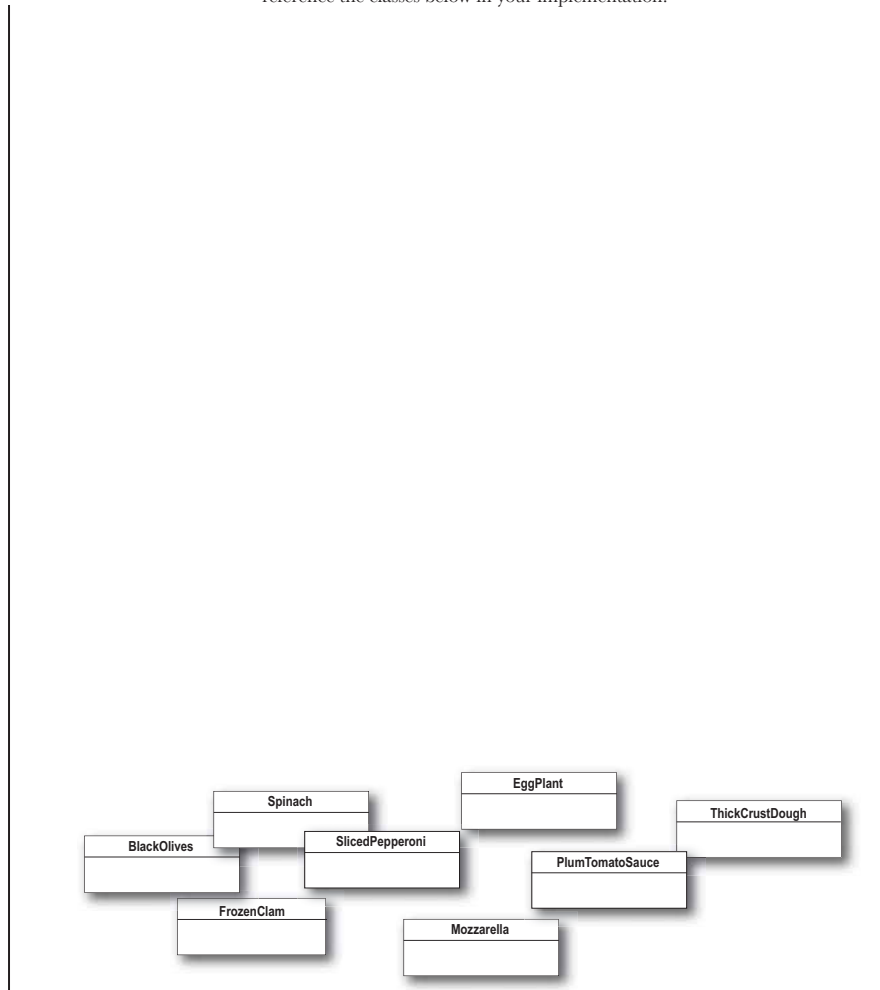 reference the classes below in your implementation.
EggPlant
Spinach
ThickCrustDough
SlicedPepperoni
BlackOlives
PlumTomatoSauce
FrozenClam
Mozzarella